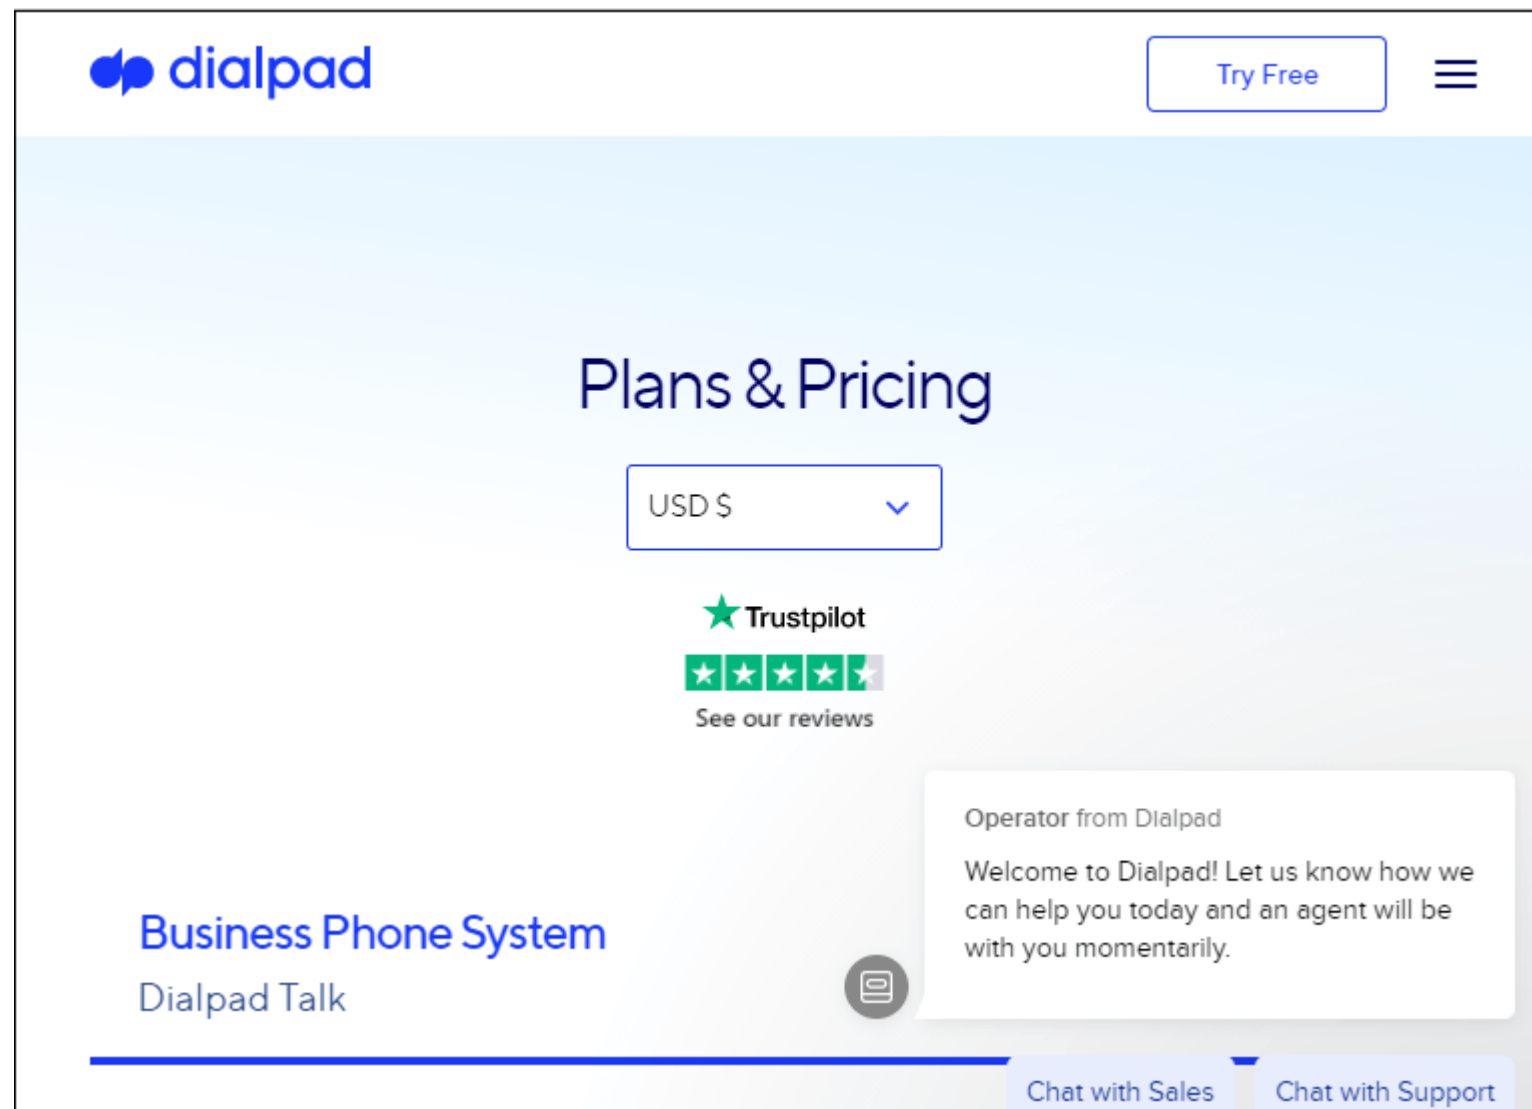 dialpad
Try Free
Plans & Pricing
USD $
Trustpilot
See our reviews
Operator from Dialpad
Welcome to Dialpad! Let us know how we
can help you today and an agent will be
with you momentarily.
Business Phone System
Dialpad Talk
Chat with Sales
Chat with Support